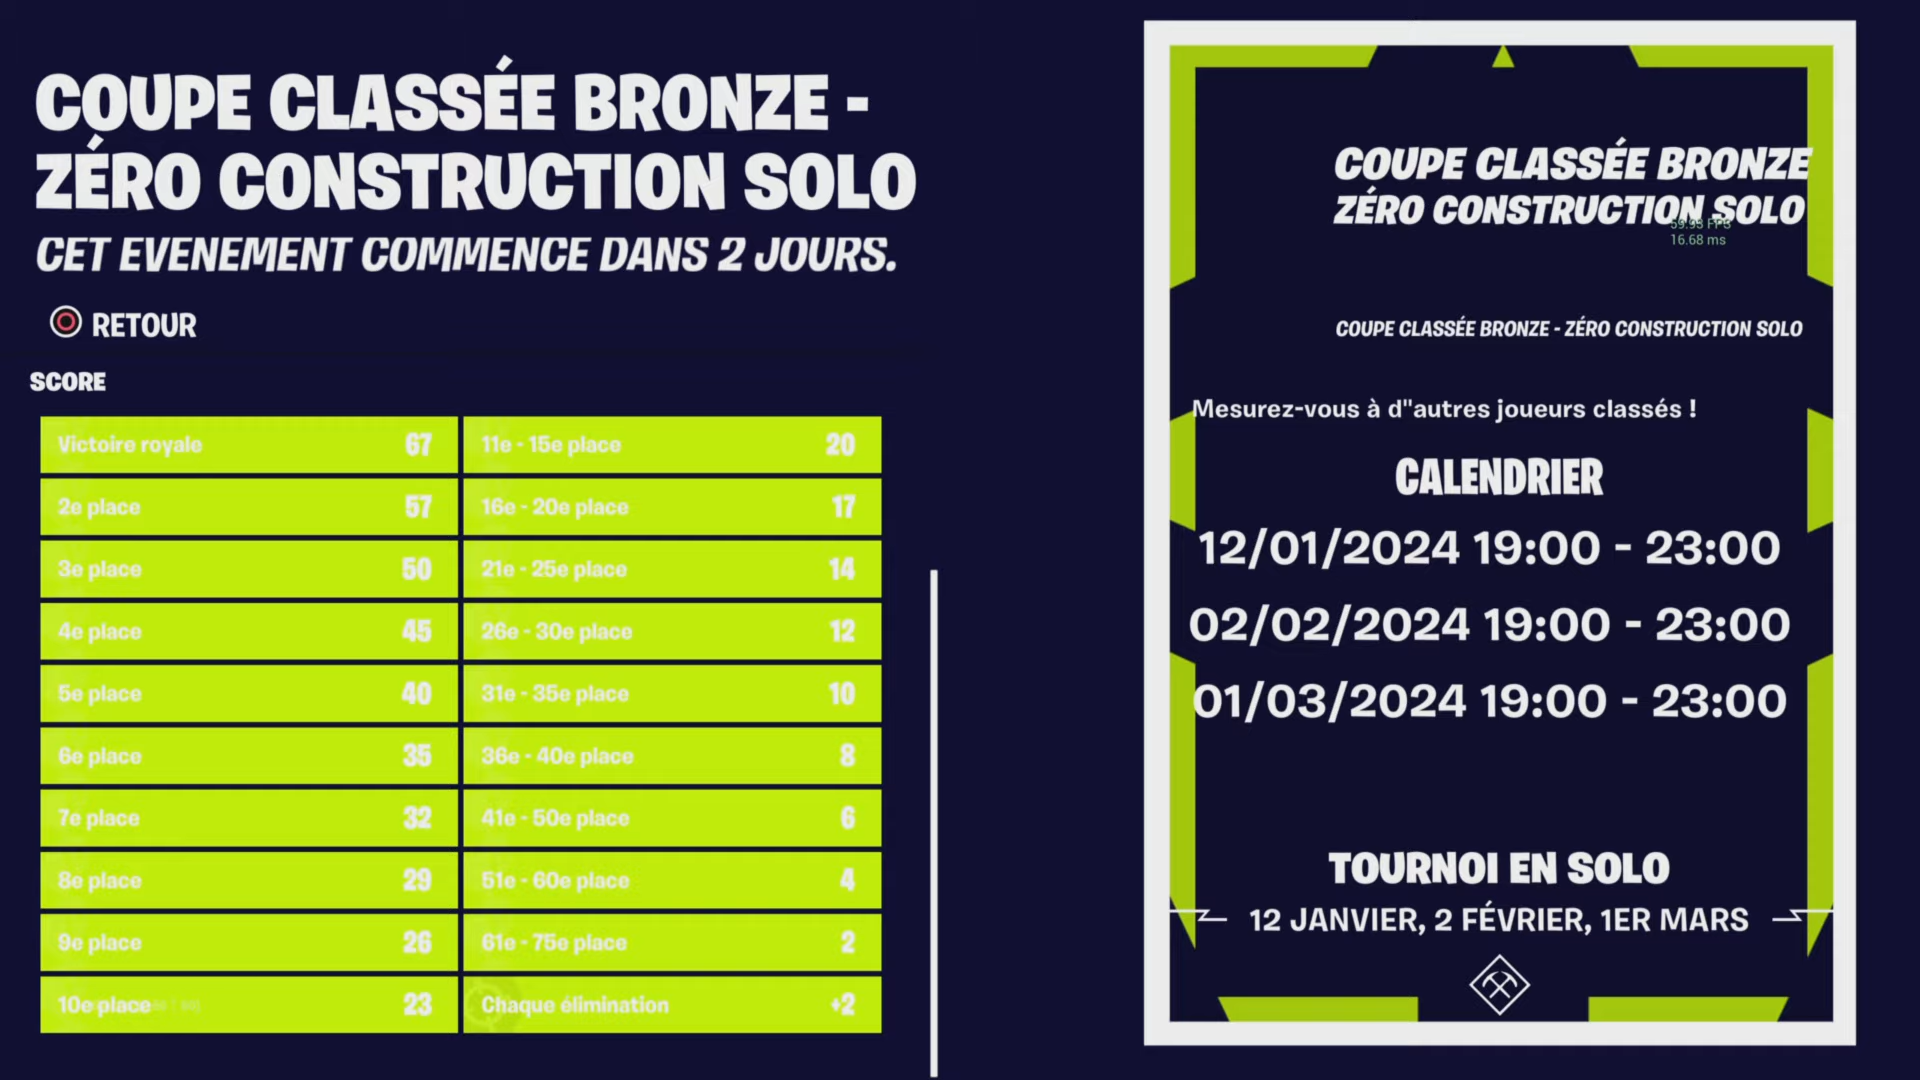 COUPE CLASSÉE BRONZE -
ZÉRO CONSTRUCTION SOLO
CET EVENEMENT COMMENCE DANS 2 JOURS.
RETOUR
SCORE
Victoire royale 67
2e place 57
3e place 50
4e place 45
5e place 40
6e place 35
7e place 32
8e place 29
9e place 26
10e place 23
11e - 15e place 20
16e - 20e place 17
21e - 25e place 14
26e - 30e place 12
31e - 35e place 10
36e - 40e place 8
41e - 50e place 6
51e - 60e place 4
61e - 75e place 2
Chaque élimination +2
COUPE CLASSÉE BRONZE
ZÉRO CONSTRUCTION SOLO
59.93 FPS
16.68 ms
COUPE CLASSÉE BRONZE - ZÉRO CONSTRUCTION SOLO
Mesurez-vous à d"autres joueurs classés !
CALENDRIER
12/01/2024 19:00 - 23:00
02/02/2024 19:00 - 23:00
01/03/2024 19:00 - 23:00
TOURNOI EN SOLO
12 JANVIER, 2 FÉVRIER, 1ER MARS